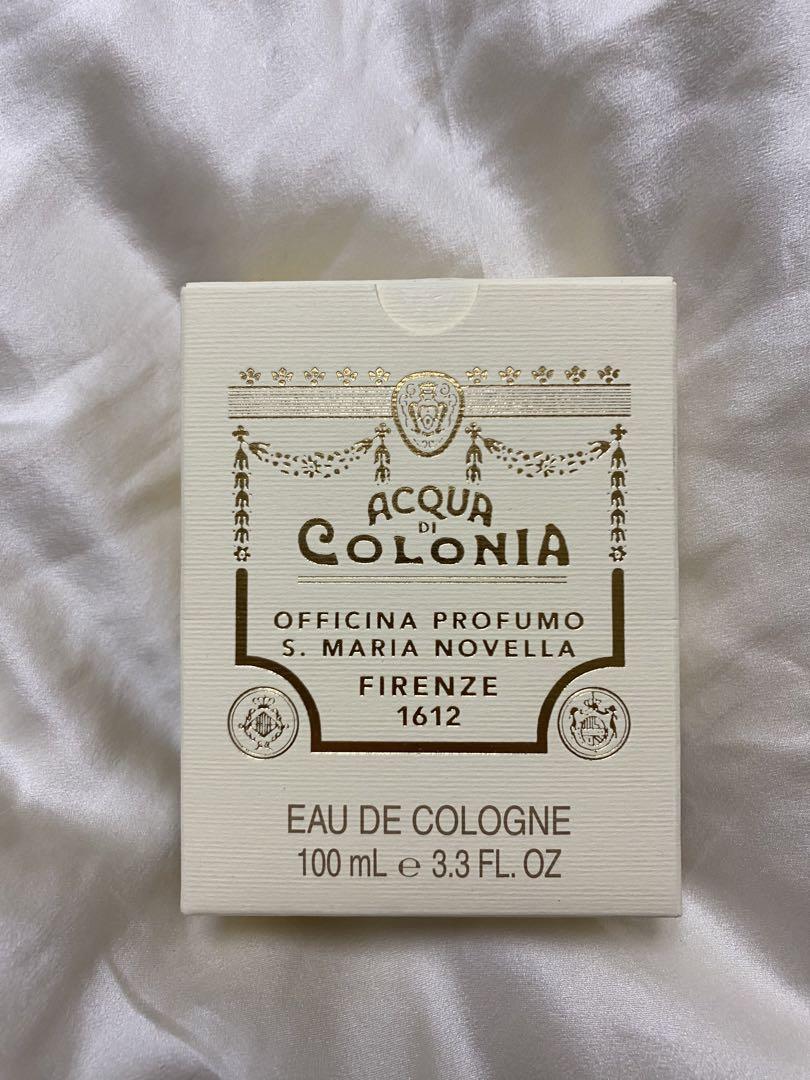 ACQUA
DI
COLONIA
OFFICINA PROFUMO
S. MARIA NOVELLA
FIRENZE
1612
EAU DE COLOGNE
100 mL ℮ 3.3 FL. OZ